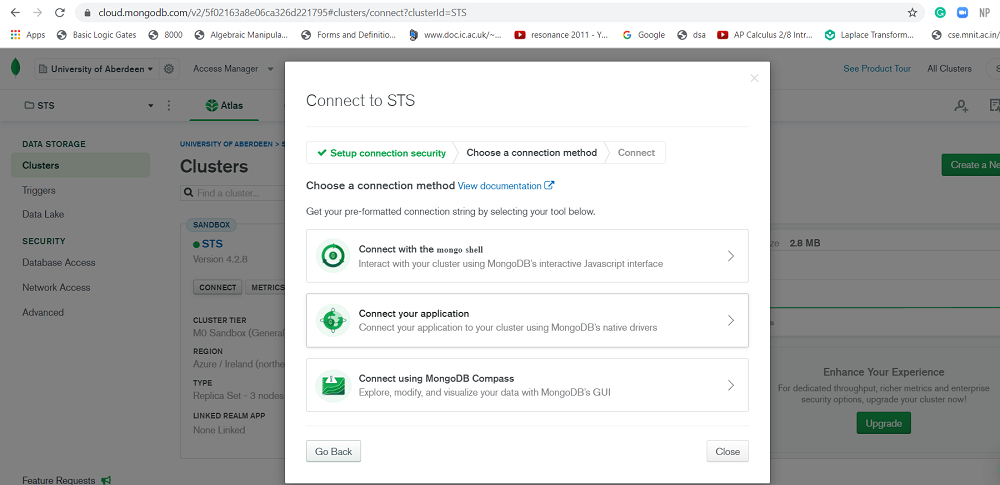 cloud.mongodb.com/v2/5f02163a8e06ca326d221795#clusters/connect?clusterId=STS
NP
Apps Basic Logic Gates 8000 Algebraic Manipula... Forms and Definitio... www.doc.ic.ac.uk/~... resonance 2011 - Y... Google dsa AP Calculus 2/8 Intr... Laplace Transform... cse.mnit.ac.in/
University of Aberdeen Access Manager See Product Tour All Clusters
STS Atlas
DATA STORAGE
Clusters
Triggers
Data Lake
SECURITY
Database Access
Network Access
Advanced
Feature Requests
UNIVERSITY OF ABERDEEN > S
Clusters
Find a cluster...
Create a Ne
SANDBOX
STS
Version 4.2.8
CONNECT METRICS
CLUSTER TIER
M0 Sandbox (General
REGION
Azure / Ireland (northe
TYPE
Replica Set - 3 nodes
LINKED REALM APP
None Linked
Connect to STS
Setup connection security Choose a connection method Connect
Choose a connection method View documentation
Get your pre-formatted connection string by selecting your tool below.
Connect with the mongo shell
Interact with your cluster using MongoDB's interactive Javascript interface
Connect your application
Connect your application to your cluster using MongoDB's native drivers
Connect using MongoDB Compass
Explore, modify, and visualize your data with MongoDB's GUI
Go Back Close
2.8 MB
Enhance Your Experience
For dedicated throughput, richer metrics and enterprise
security options, upgrade your cluster now!
Upgrade